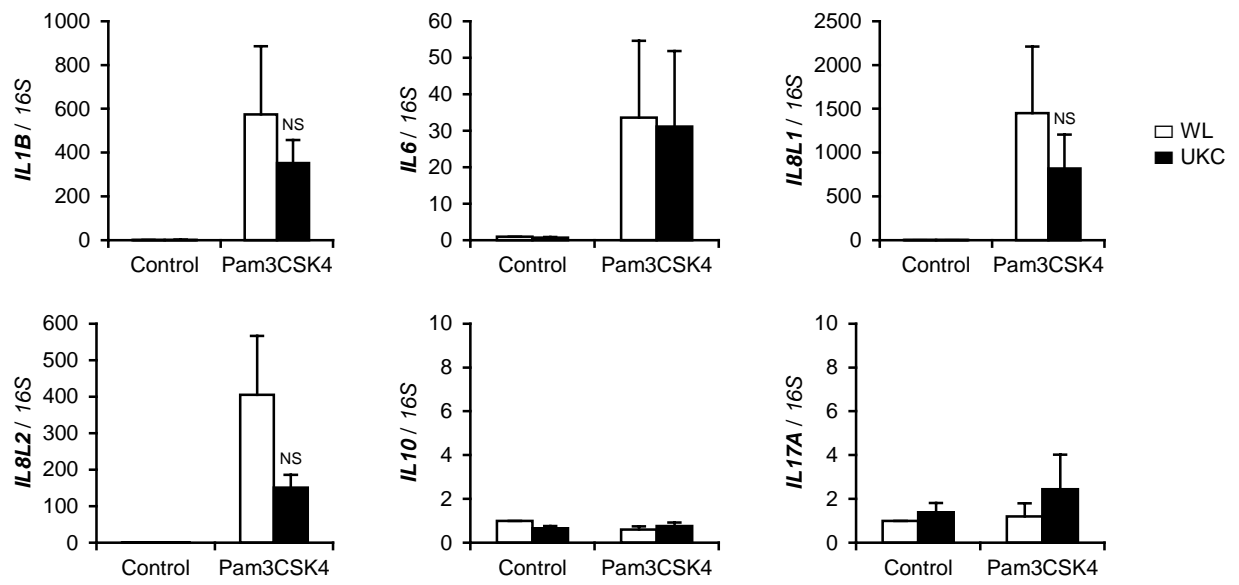 1000
800
600
400
200
0
IL1B / 16S
NS
Control Pam3CSK4
60
50
40
30
20
10
0
IL6 / 16S
Control Pam3CSK4
2500
2000
1500
1000
500
0
IL8L1 / 16S
NS
Control Pam3CSK4
WL
UKC
600
500
400
300
200
100
0
IL8L2 / 16S
NS
Control Pam3CSK4
10
8
6
4
2
0
IL10 / 16S
Control Pam3CSK4
10
8
6
4
2
0
IL17A / 16S
Control Pam3CSK4